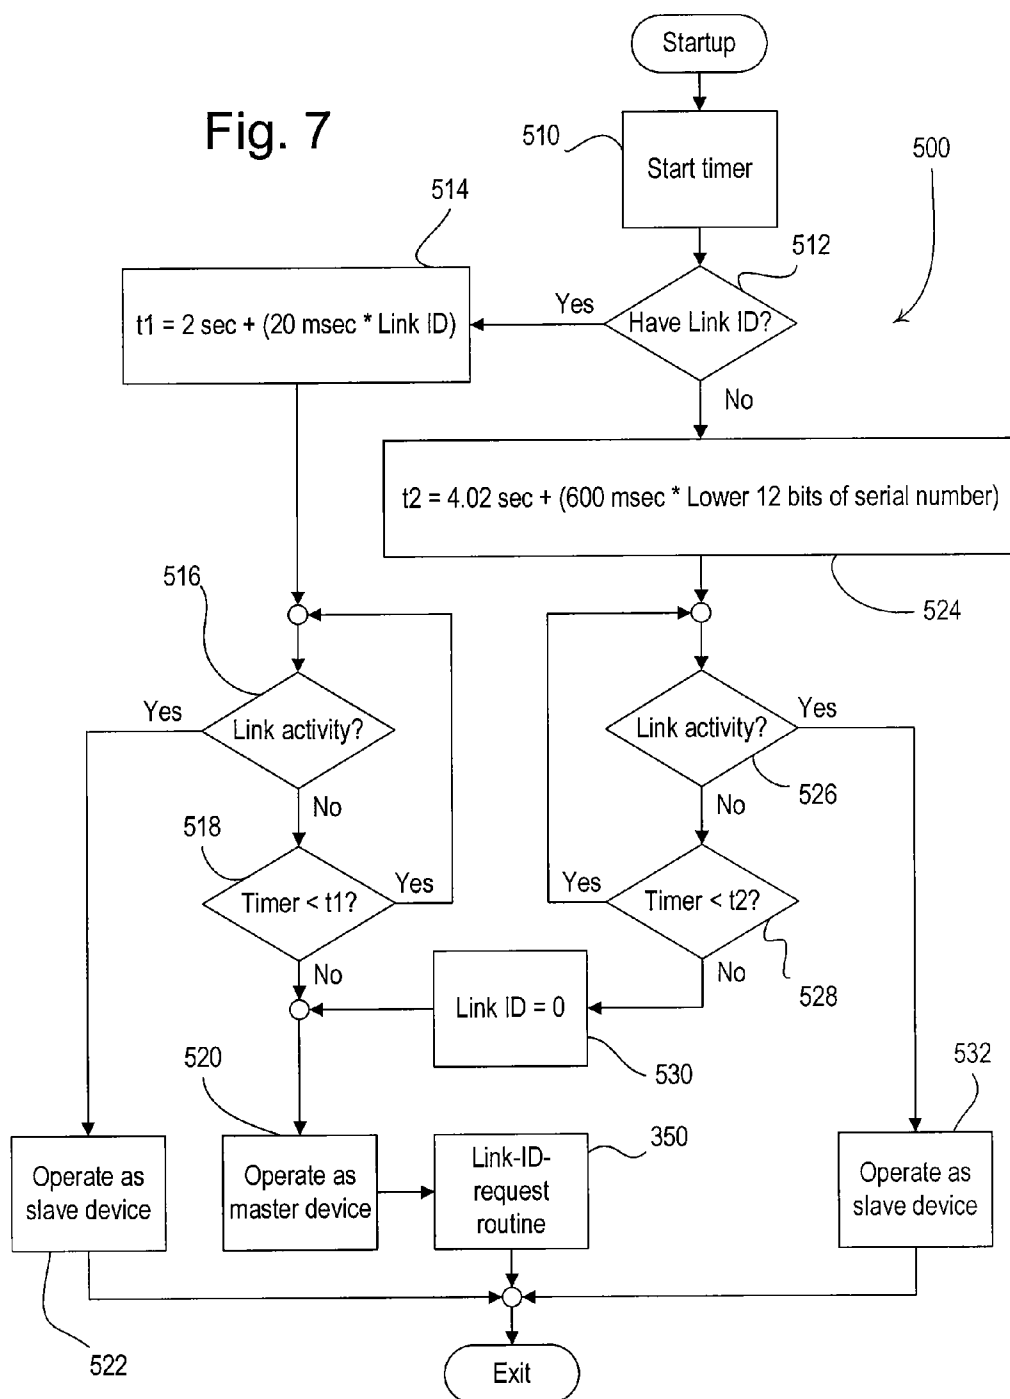 Startup
Fig. 7
510
Start timer
500
514
512
t1 = 2 sec + (20 msec * Link ID)
Yes
Have Link ID?
No
t2 = 4.02 sec + (600 msec * Lower 12 bits of serial number)
516
524
Yes
Link activity?
Link activity?
Yes
No
No
526
518
Timer < t1?
Yes
Yes
Timer < t2?
No
No
528
Link ID = 0
530
520
532
350
Operate as
slave device
Operate as
master device
Link-ID-
request
routine
Operate as
slave device
522
Exit